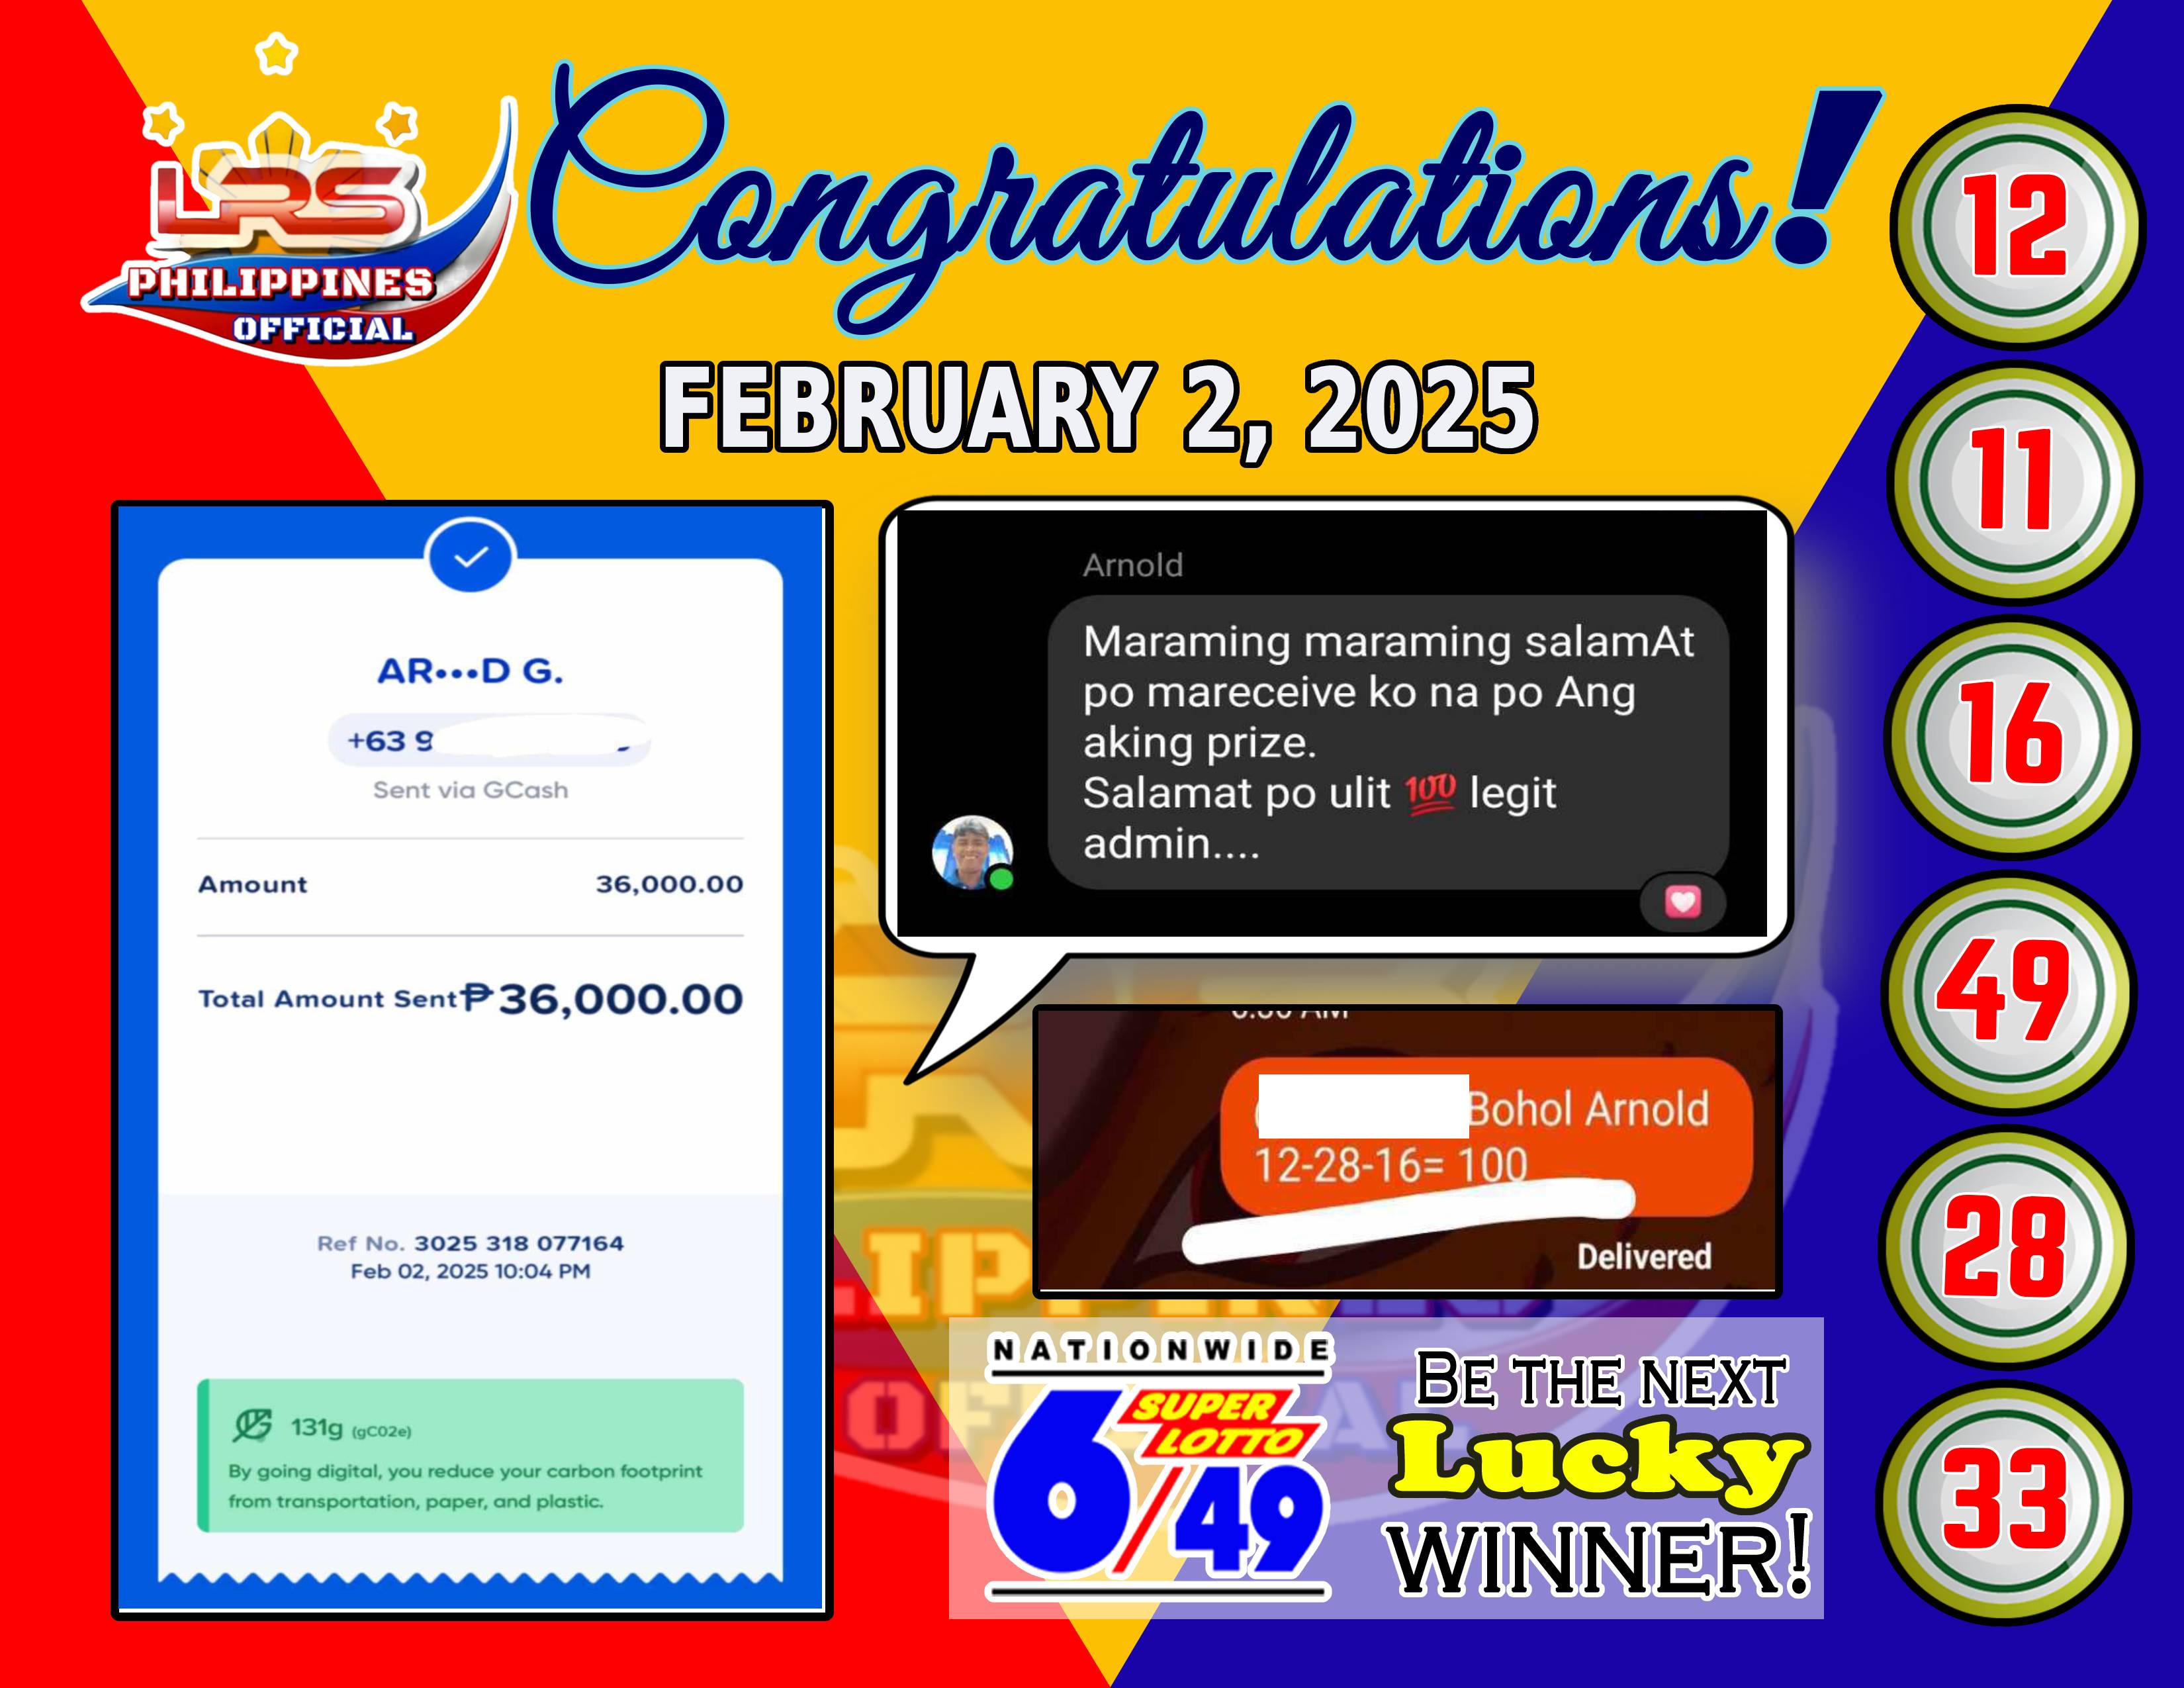 LRS
PHILIPPINES
OFFICIAL
Congratulations!
FEBRUARY 2, 2025
AR•••D G.
+63 9
Sent via GCash
Amount 36,000.00
Total Amount Sent ₱36,000.00
Ref No. 3025 318 077164
Feb 02, 2025 10:04 PM
131g (gCO2e)
By going digital, you reduce your carbon footprint
from transportation, paper, and plastic.
Arnold
Maraming maraming salamAt
po mareceive ko na po Ang
aking prize.
Salamat po ulit 💯 legit
admin....
Bohol Arnold
12-28-16= 100
Delivered
NATIONWIDE
SUPER
LOTTO
6/49
BE THE NEXT
Lucky
WINNER!
12
11
16
49
28
33